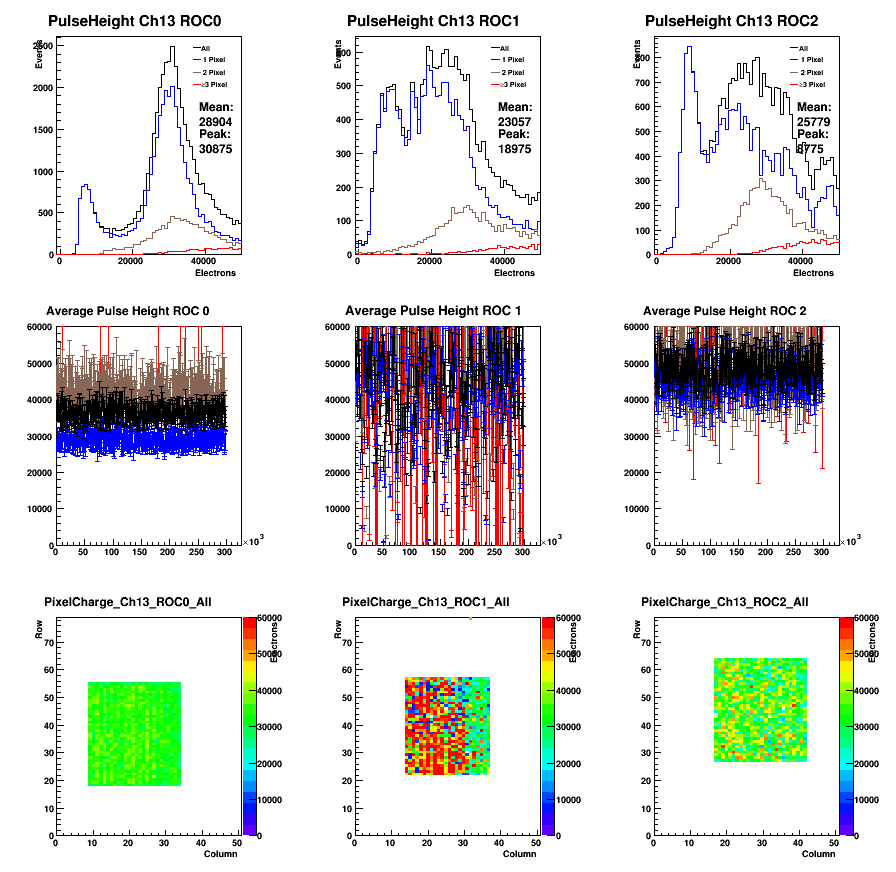 PulseHeight Ch13 ROC0
Events
2500
2000
1500
1000
500
0
0 20000 40000
Electrons
All
1 Pixel
2 Pixel
≥3 Pixel
Mean:
28904
Peak:
30875
PulseHeight Ch13 ROC1
Events
600
500
400
300
200
100
0
0 20000 40000
Electrons
All
1 Pixel
2 Pixel
≥3 Pixel
Mean:
23057
Peak:
18975
PulseHeight Ch13 ROC2
Events
800
700
600
500
400
300
200
100
0
0 20000 40000
Electrons
All
1 Pixel
2 Pixel
≥3 Pixel
Mean:
25779
Peak:
8775
Average Pulse Height ROC 0
60000
50000
40000
30000
20000
10000
0
0 50 100 150 200 250 300
×10³
Average Pulse Height ROC 1
60000
50000
40000
30000
20000
10000
0
0 50 100 150 200 250 300
×10³
Average Pulse Height ROC 2
60000
50000
40000
30000
20000
10000
0
0 50 100 150 200 250 300
×10³
PixelCharge_Ch13_ROC0_All
Row
70
60
50
40
30
20
10
0
0 10 20 30 40 50
Column
60000
50000
40000
30000
20000
10000
0
Electrons
PixelCharge_Ch13_ROC1_All
Row
70
60
50
40
30
20
10
0
0 10 20 30 40 50
Column
60000
50000
40000
30000
20000
10000
0
Electrons
PixelCharge_Ch13_ROC2_All
Row
70
60
50
40
30
20
10
0
0 10 20 30 40 50
Column
60000
50000
40000
30000
20000
10000
0
Electrons